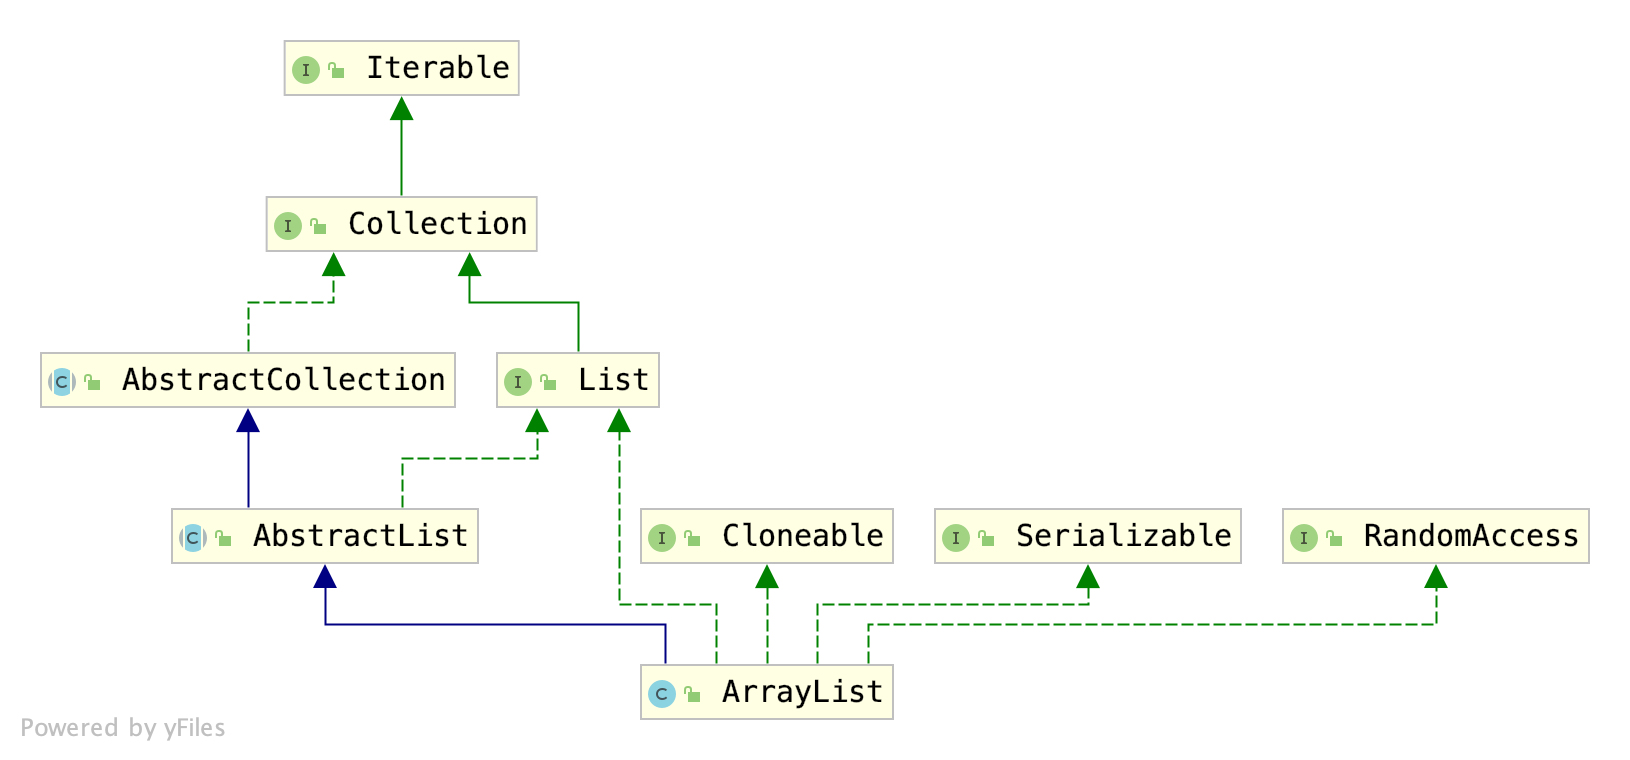 I Iterable
I Collection
C AbstractCollection
I List
C AbstractList
I Cloneable
I Serializable
I RandomAccess
C ArrayList
Powered by yFiles